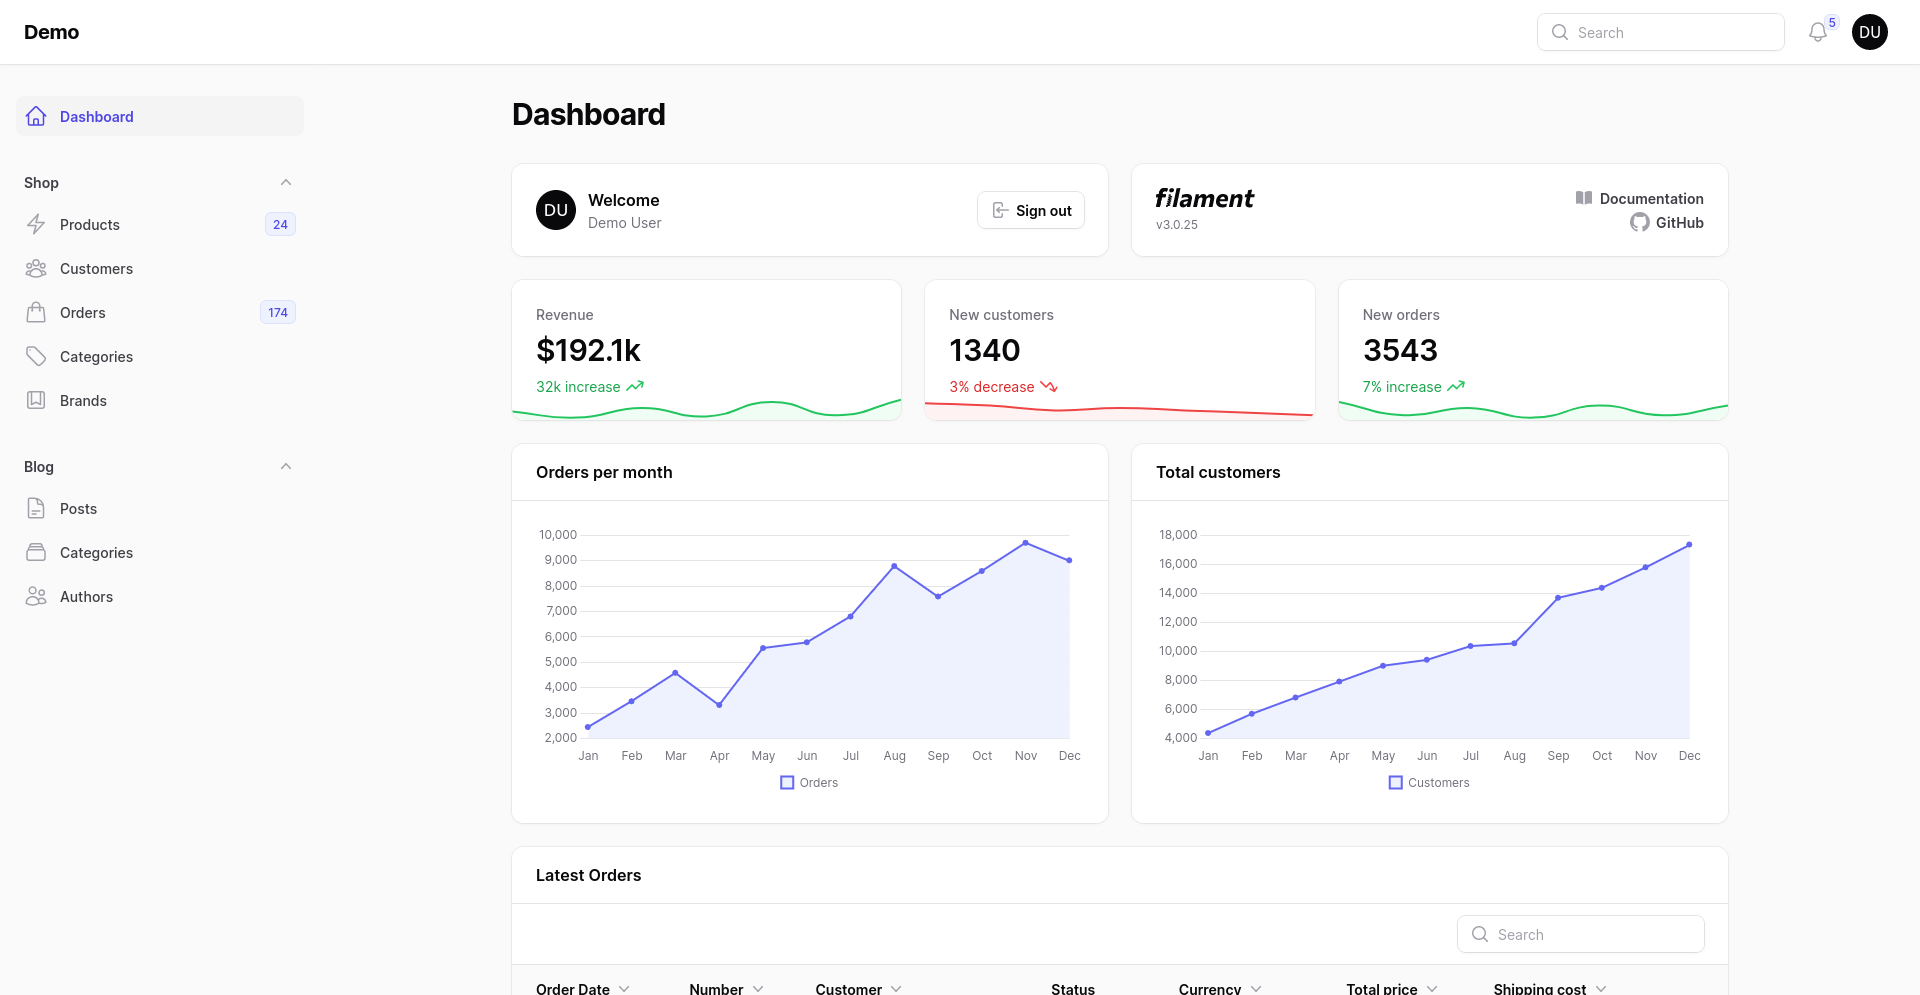 Demo
Search
5
DU
Dashboard
Shop
Products 24
Customers
Orders 174
Categories
Brands
Blog
Posts
Categories
Authors
Dashboard
DU
Welcome
Demo User
Sign out
filament
v3.0.25
Documentation
GitHub
Revenue
$192.1k
32k increase
New customers
1340
3% decrease
New orders
3543
7% increase
Orders per month
10,000
9,000
8,000
7,000
6,000
5,000
4,000
3,000
2,000
Jan Feb Mar Apr May Jun Jul Aug Sep Oct Nov Dec
Orders
Total customers
18,000
16,000
14,000
12,000
10,000
8,000
6,000
4,000
Jan Feb Mar Apr May Jun Jul Aug Sep Oct Nov Dec
Customers
Latest Orders
Search
Order Date Number Customer Status Currency Total price Shipping cost